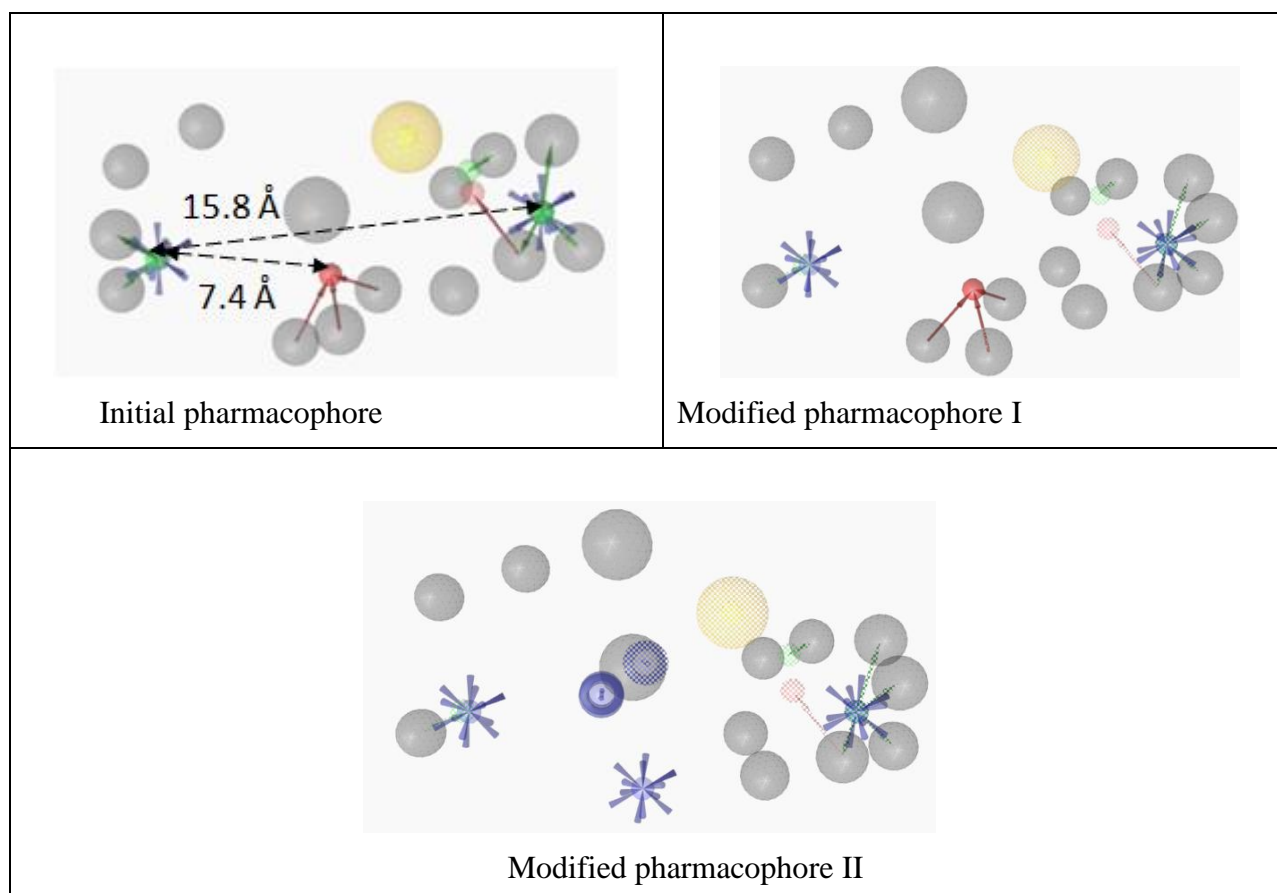 15.8 Å
7.4 Å
Initial pharmacophore
Modified pharmacophore I
Modified pharmacophore II